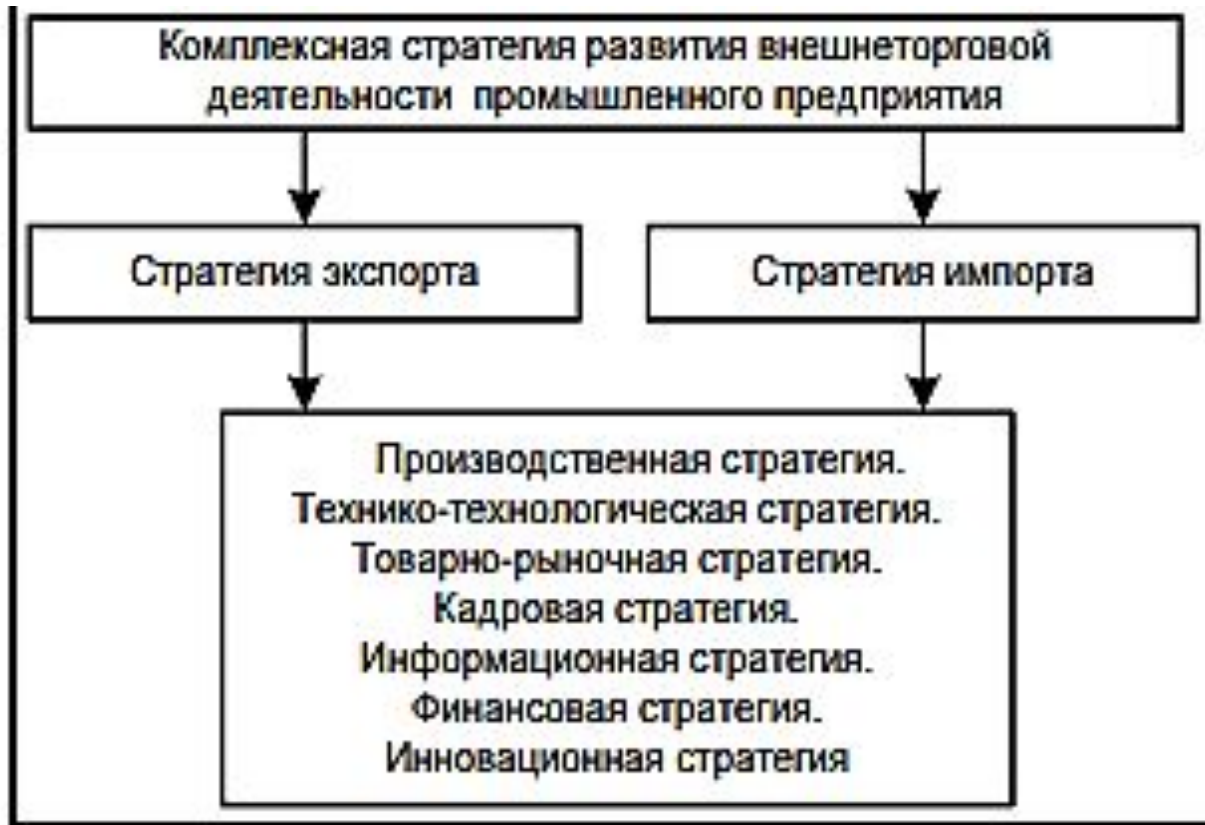 Комплексная стратегия развития внешнеторговой
деятельности промышленного предприятия
Стратегия экспорта
Стратегия импорта
Производственная стратегия.
Технико-технологическая стратегия.
Товарно-рыночная стратегия.
Кадровая стратегия.
Информационная стратегия.
Финансовая стратегия.
Инновационная стратегия